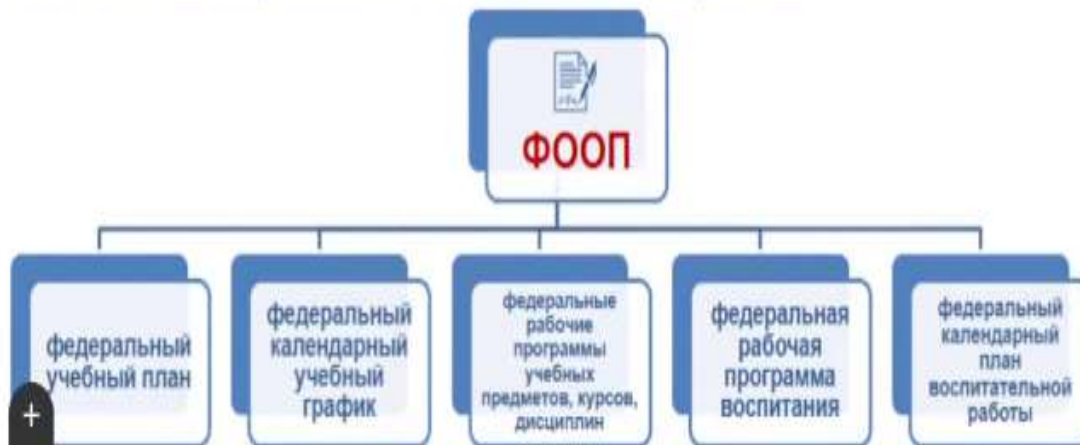 ФООП
федеральный
учебный план
федеральный
календарный
учебный
график
федеральные
рабочие
программы
учебных
предметов, курсов,
дисциплин
федеральная
рабочая
программа
воспитания
федеральный
календарный
план
воспитательной
работы
+